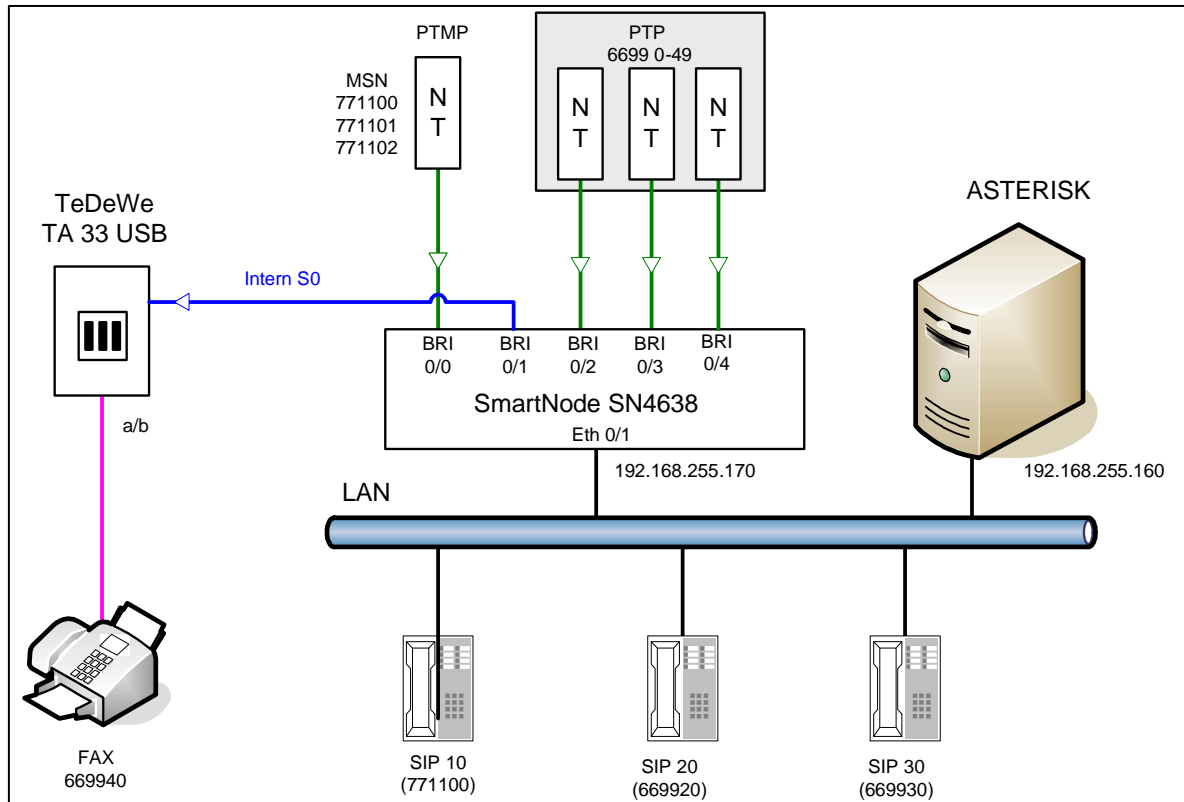 PTMP
MSN
771100
771101
771102
N
T
PTP
6699 0-49
N
T
N
T
N
T
TeDeWe
TA 33 USB
Intern S0
ASTERISK
BRI
0/0
BRI
0/1
BRI
0/2
BRI
0/3
BRI
0/4
SmartNode SN4638
Eth 0/1
a/b
192.168.255.170
192.168.255.160
LAN
FAX
669940
SIP 10
(771100)
SIP 20
(669920)
SIP 30
(669930)